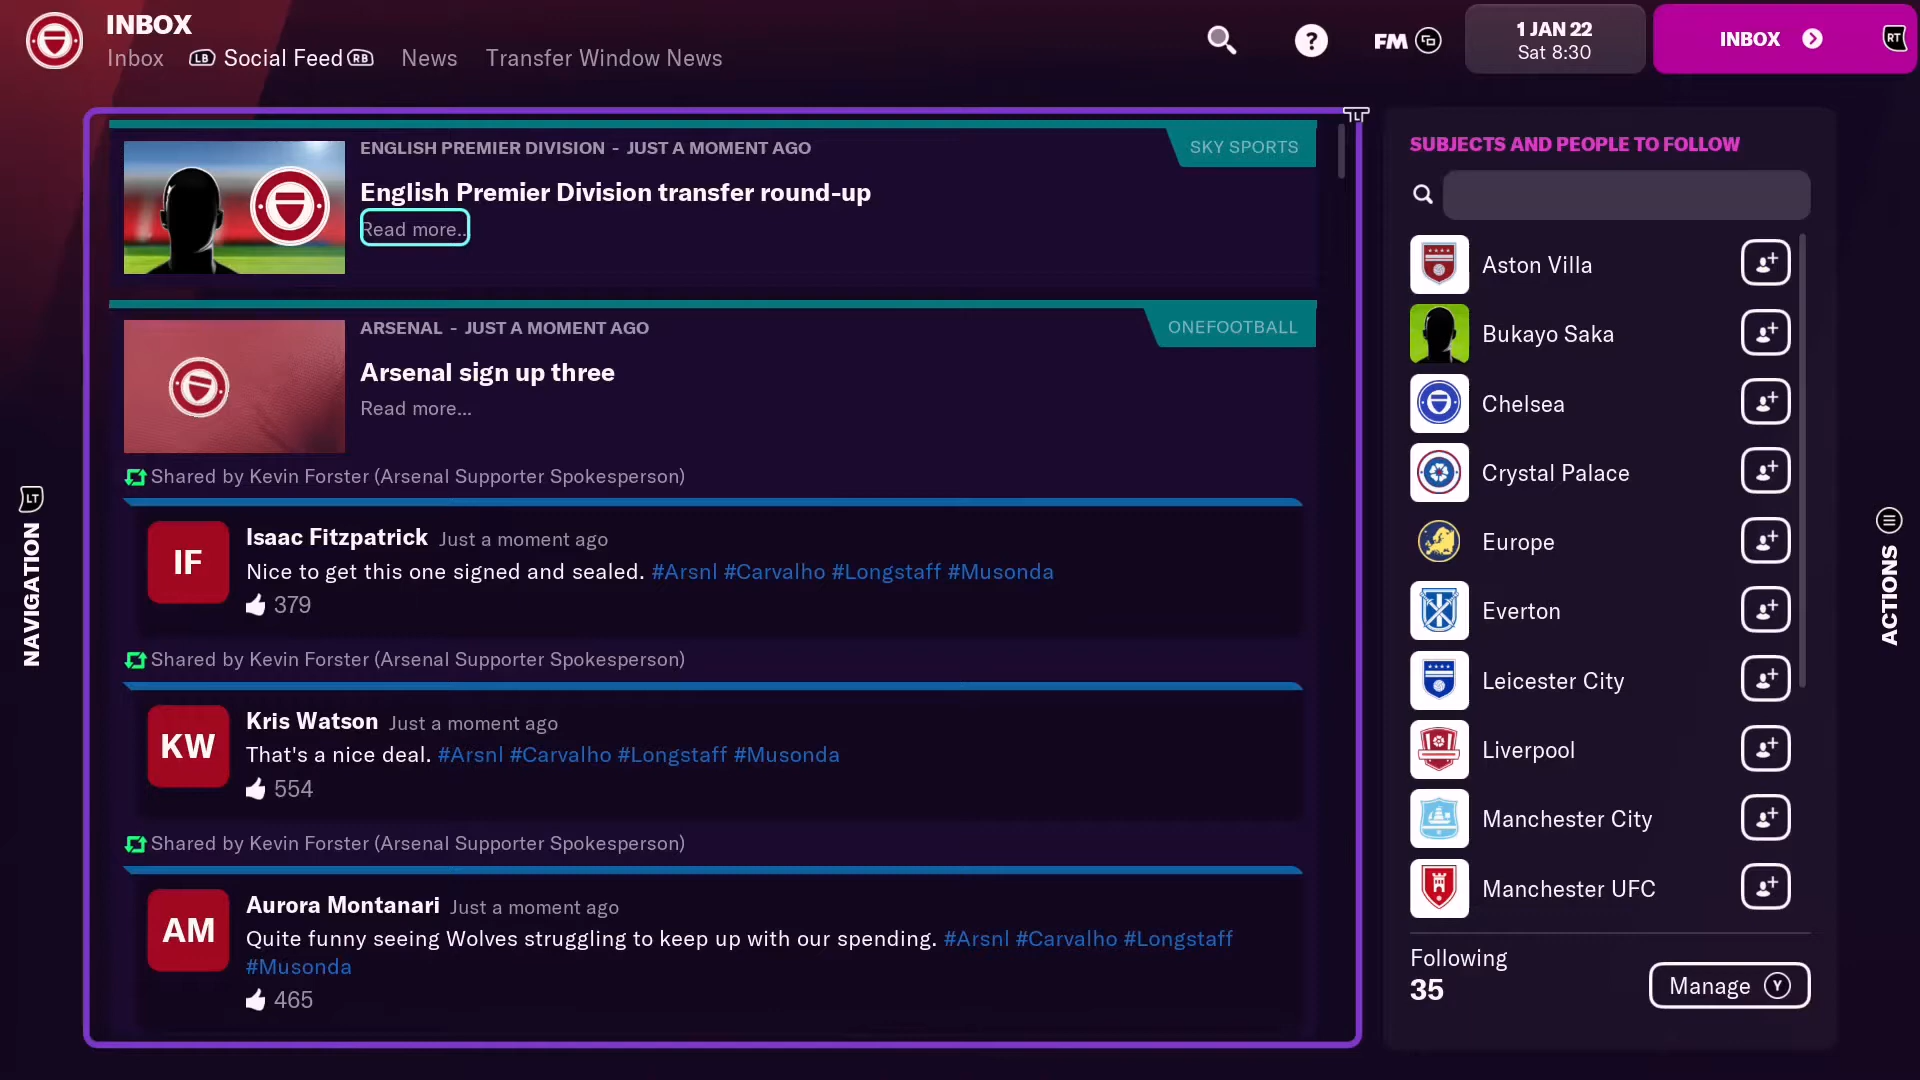 INBOX
Inbox LB Social Feed RB News Transfer Window News
? FM
1 JAN 22
Sat 8:30
INBOX RT
ENGLISH PREMIER DIVISION - JUST A MOMENT AGO
SKY SPORTS
English Premier Division transfer round-up
Read more..
ARSENAL - JUST A MOMENT AGO
ONEFOOTBALL
Arsenal sign up three
Read more...
Shared by Kevin Forster (Arsenal Supporter Spokesperson)
IF
Isaac Fitzpatrick Just a moment ago
Nice to get this one signed and sealed. #Arsnl #Carvalho #Longstaff #Musonda
379
Shared by Kevin Forster (Arsenal Supporter Spokesperson)
KW
Kris Watson Just a moment ago
That's a nice deal. #Arsnl #Carvalho #Longstaff #Musonda
554
Shared by Kevin Forster (Arsenal Supporter Spokesperson)
AM
Aurora Montanari Just a moment ago
Quite funny seeing Wolves struggling to keep up with our spending. #Arsnl #Carvalho #Longstaff
#Musonda
465
SUBJECTS AND PEOPLE TO FOLLOW
Aston Villa
Bukayo Saka
Chelsea
Crystal Palace
Europe
Everton
Leicester City
Liverpool
Manchester City
Manchester UFC
Following
35
Manage Y
NAVIGATION LT
ACTIONS